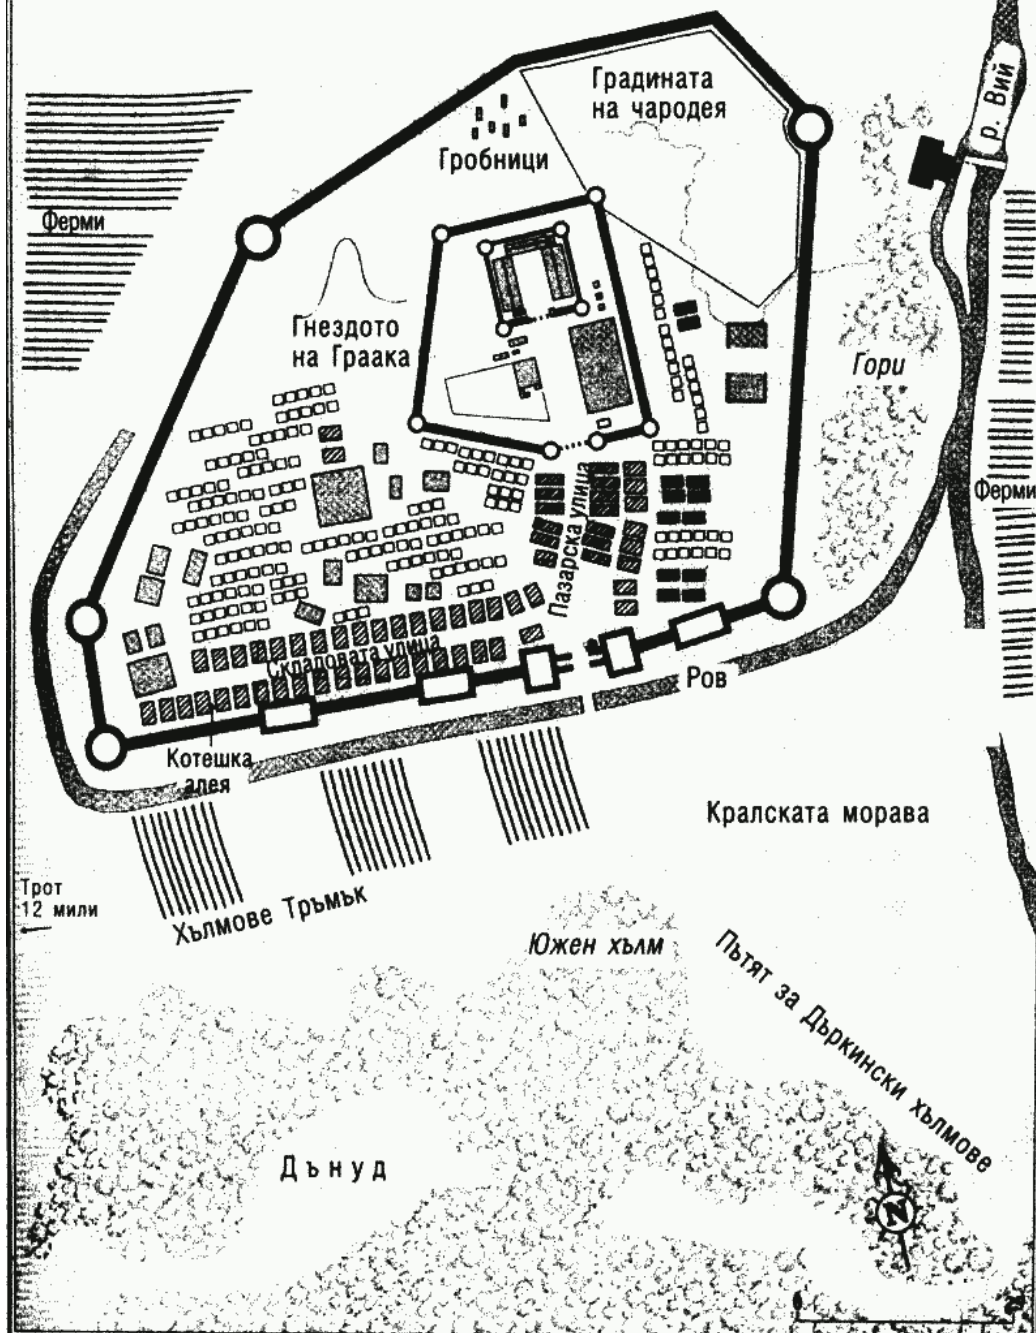 Градината
на чародея
р. Вий
Гробници
Ферми
Гнездото
на Граака
Гори
Ферми
Пазарска улица
Складовата улица
Ров
Котешка
алея
Кралската морава
Трот
12 мили
Хълмове Тръмък
Южен хълм
Пътят за Дъркински хълмове
Дънуд
N